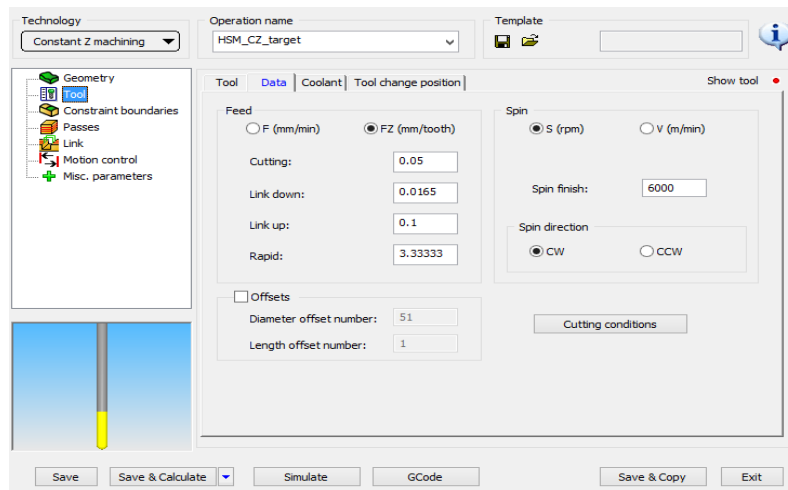 Technology
Constant Z machining
Operation name
HSM_CZ_target
Template
Geometry
Tool
Constraint boundaries
Passes
Link
Motion control
Misc. parameters
Tool Data Coolant Tool change position
Show tool
Feed
F (mm/min) FZ (mm/tooth)
Cutting: 0.05
Link down: 0.0165
Link up: 0.1
Rapid: 3.33333
Spin
S (rpm) V (m/min)
Spin finish: 6000
Spin direction
CW CCW
Offsets
Diameter offset number: 51
Length offset number: 1
Cutting conditions
Save Save & Calculate Simulate GCode Save & Copy Exit